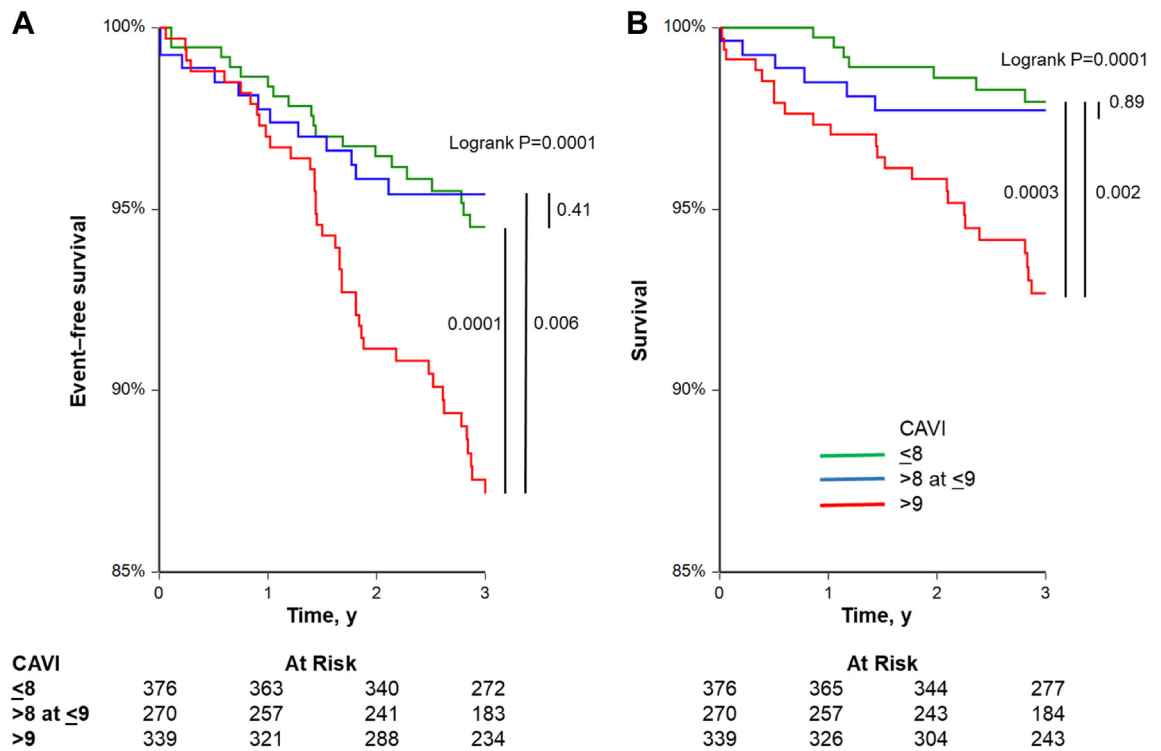 A
100%
95%
90%
85%
Event–free survival
Logrank P=0.0001
0.41
0.0001
0.006
0
1
2
3
Time, y
B
100%
95%
90%
85%
Survival
Logrank P=0.0001
0.89
0.0003
0.002
CAVI
≤8
>8 at ≤9
>9
0
1
2
3
Time, y
CAVI At Risk
≤8 376 363 340 272
>8 at ≤9 270 257 241 183
>9 339 321 288 234
At Risk
376 365 344 277
270 257 243 184
339 326 304 243